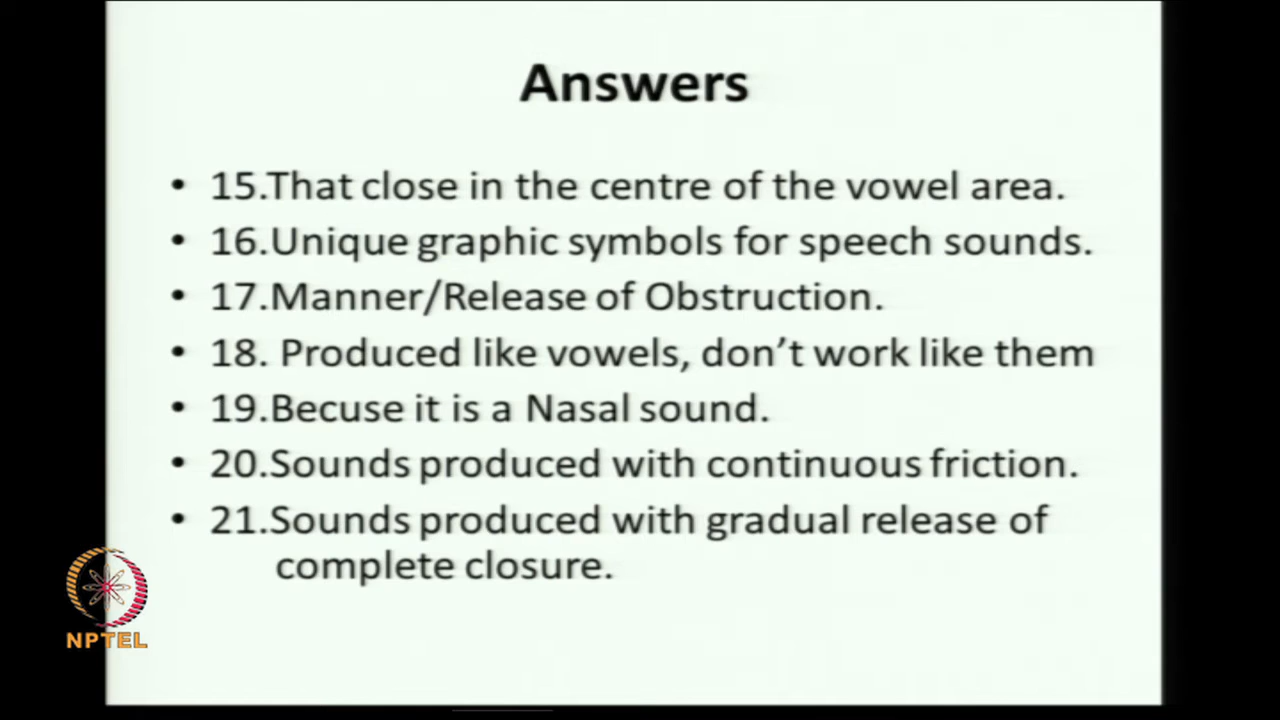 Answers
• 15.That close in the centre of the vowel area.
• 16.Unique graphic symbols for speech sounds.
• 17.Manner/Release of Obstruction.
• 18. Produced like vowels, don’t work like them
• 19.Becuse it is a Nasal sound.
• 20.Sounds produced with continuous friction.
• 21.Sounds produced with gradual release of
complete closure.
NPTEL